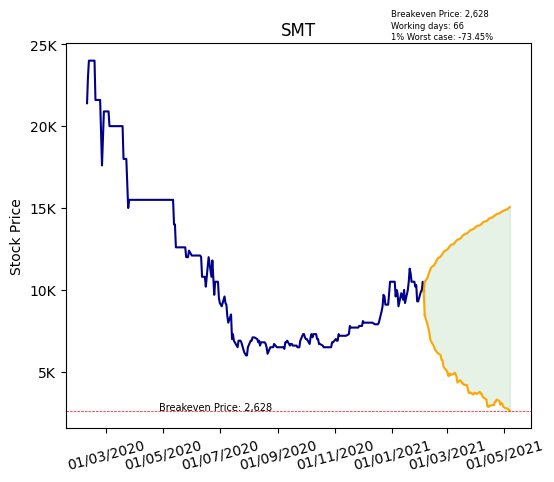 Breakeven Price: 2,628
Working days: 66
1% Worst case: -73.45%
SMT
25K
20K
15K
10K
5K
Stock Price
Breakeven Price: 2,628
01/03/2020
01/05/2020
01/07/2020
01/09/2020
01/11/2020
01/01/2021
01/03/2021
01/05/2021